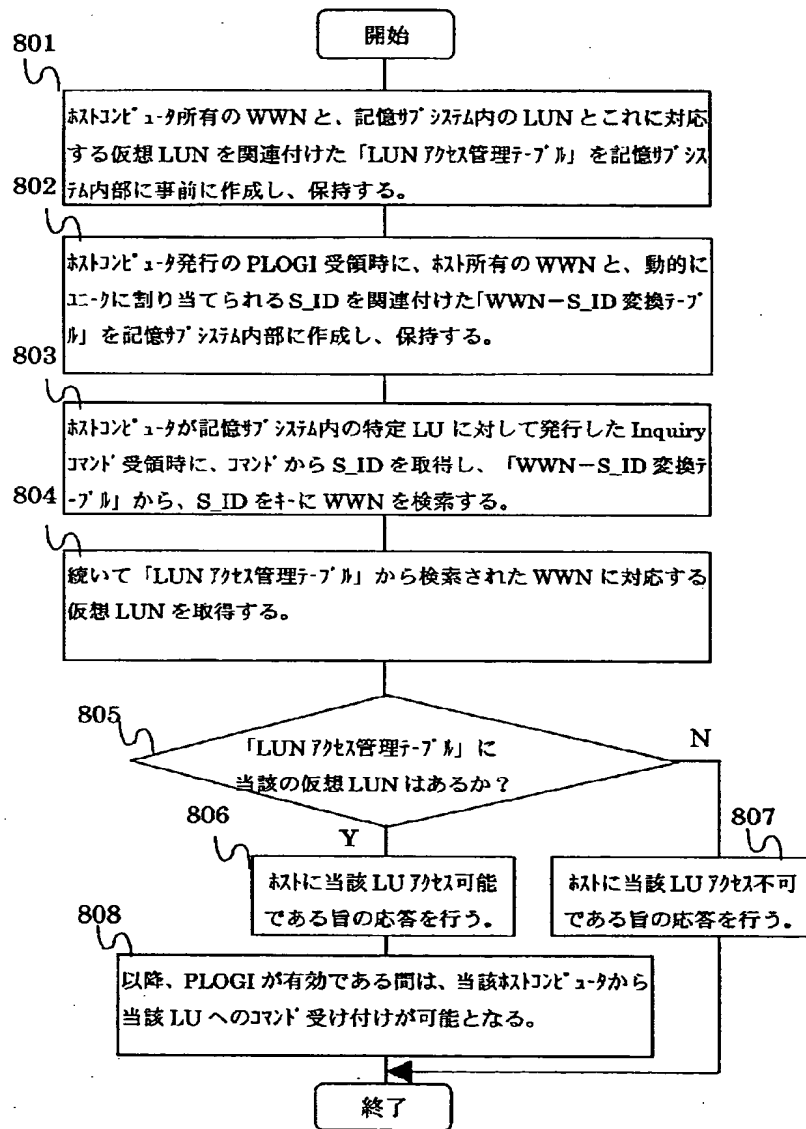 開始
801
ﾎｽﾄｺﾝﾋﾟｭｰﾀ所有の WWN と、記憶ｻﾌﾞｼｽﾃﾑ内の LUN とこれに対応
する仮想 LUN を関連付けた「LUN ｱｸｾｽ管理ﾃｰﾌﾞﾙ」を記憶ｻﾌﾞｼｽ
ﾃﾑ内部に事前に作成し、保持する。
802
ﾎｽﾄｺﾝﾋﾟｭｰﾀ発行の PLOGI 受領時に、ﾎｽﾄ所有の WWN と、動的に
ﾕﾆｰｸに割り当てられる S_ID を関連付けた「WWN－S_ID 変換ﾃｰﾌﾞ
ﾙ」を記憶ｻﾌﾞｼｽﾃﾑ内部に作成し、保持する。
803
ﾎｽﾄｺﾝﾋﾟｭｰﾀが記憶ｻﾌﾞｼｽﾃﾑ内の特定 LU に対して発行した Inquiry
ｺﾏﾝﾄﾞ受領時に、ｺﾏﾝﾄﾞから S_ID を取得し、「WWN－S_ID 変換ﾃ
ｰﾌﾞﾙ」から、S_ID をｷｰに WWN を検索する。
804
続いて「LUN ｱｸｾｽ管理ﾃｰﾌﾞﾙ」から検索された WWN に対応する
仮想 LUN を取得する。
805
「LUN ｱｸｾｽ管理ﾃｰﾌﾞﾙ」に
当該の仮想 LUN はあるか？
N
Y
806
ﾎｽﾄに当該 LU ｱｸｾｽ可能
である旨の応答を行う。
807
ﾎｽﾄに当該 LU ｱｸｾｽ不可
である旨の応答を行う。
808
以降、PLOGI が有効である間は、当該ﾎｽﾄｺﾝﾋﾟｭｰﾀから
当該 LU へのｺﾏﾝﾄﾞ受け付けが可能となる。
終了